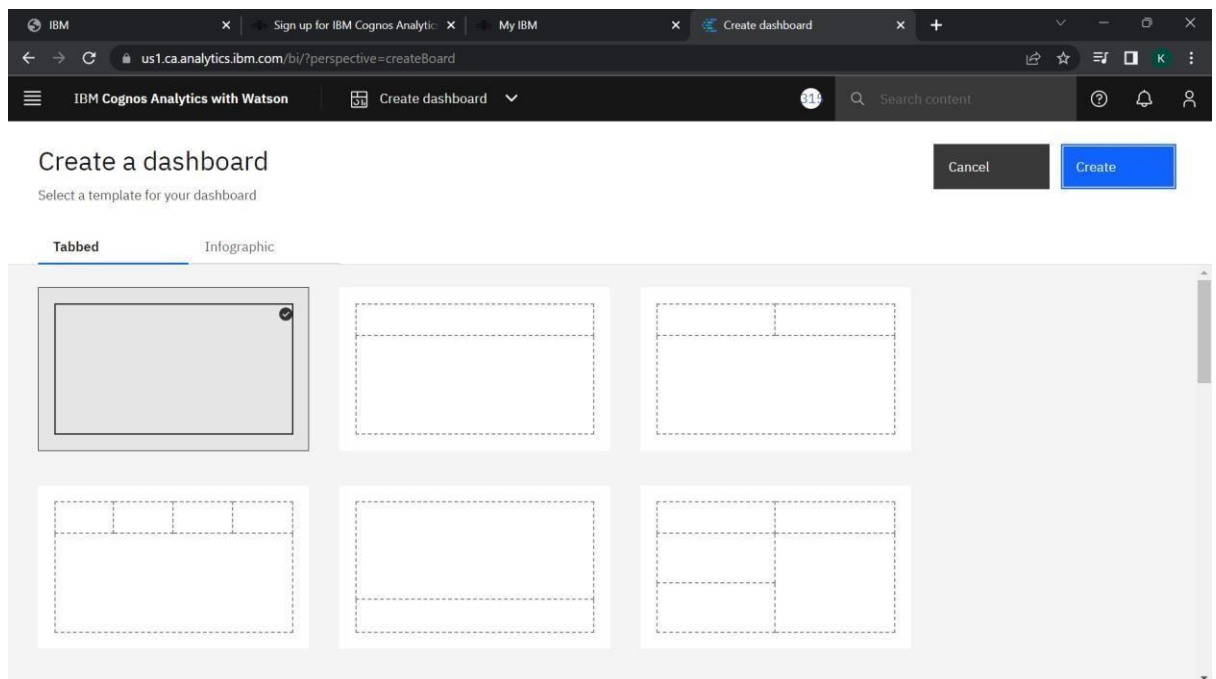 IBM
Sign up for IBM Cognos Analytic
My IBM
Create dashboard
us1.ca.analytics.ibm.com/bi/?perspective=createBoard
K
IBM Cognos Analytics with Watson
Create dashboard
315
Search content
Create a dashboard
Cancel
Create
Select a template for your dashboard
Tabbed
Infographic